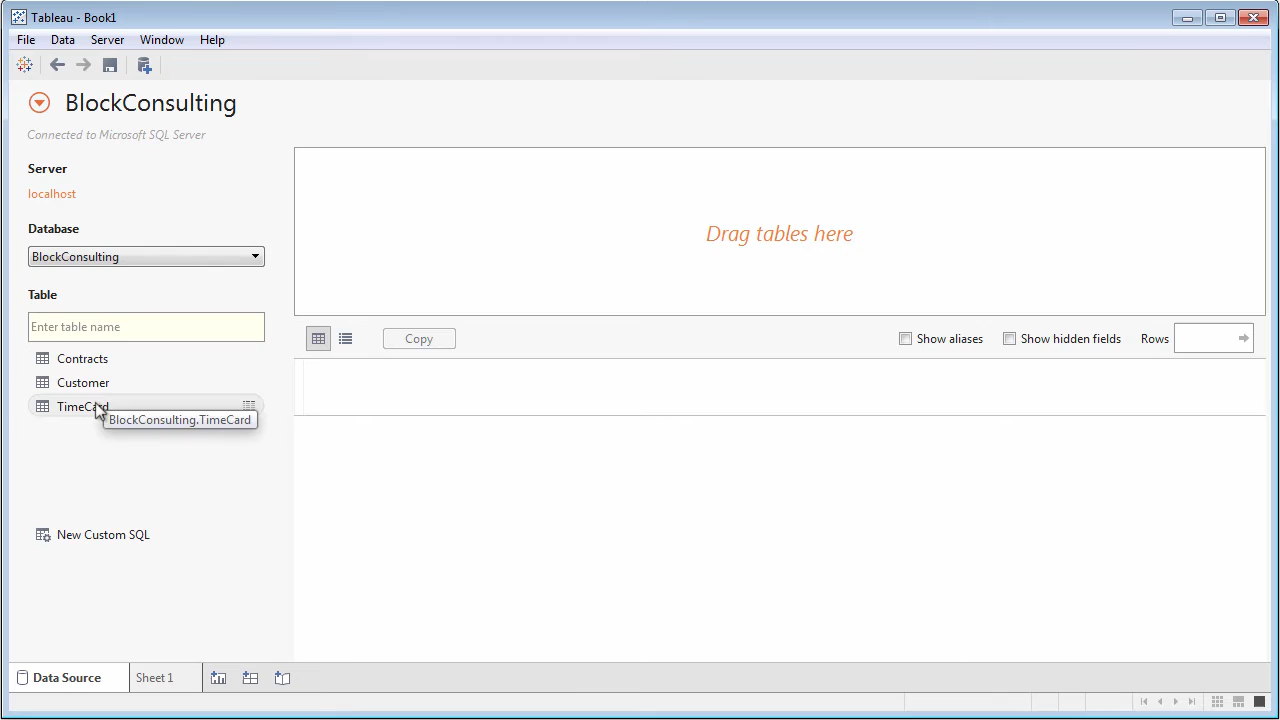 Tableau - Book1
File Data Server Window Help
BlockConsulting
Connected to Microsoft SQL Server
Server
localhost
Database
BlockConsulting
Table
Enter table name
Contracts
Customer
TimeCard
BlockConsulting.TimeCard
New Custom SQL
Drag tables here
Copy
Show aliases
Show hidden fields
Rows
Data Source
Sheet 1